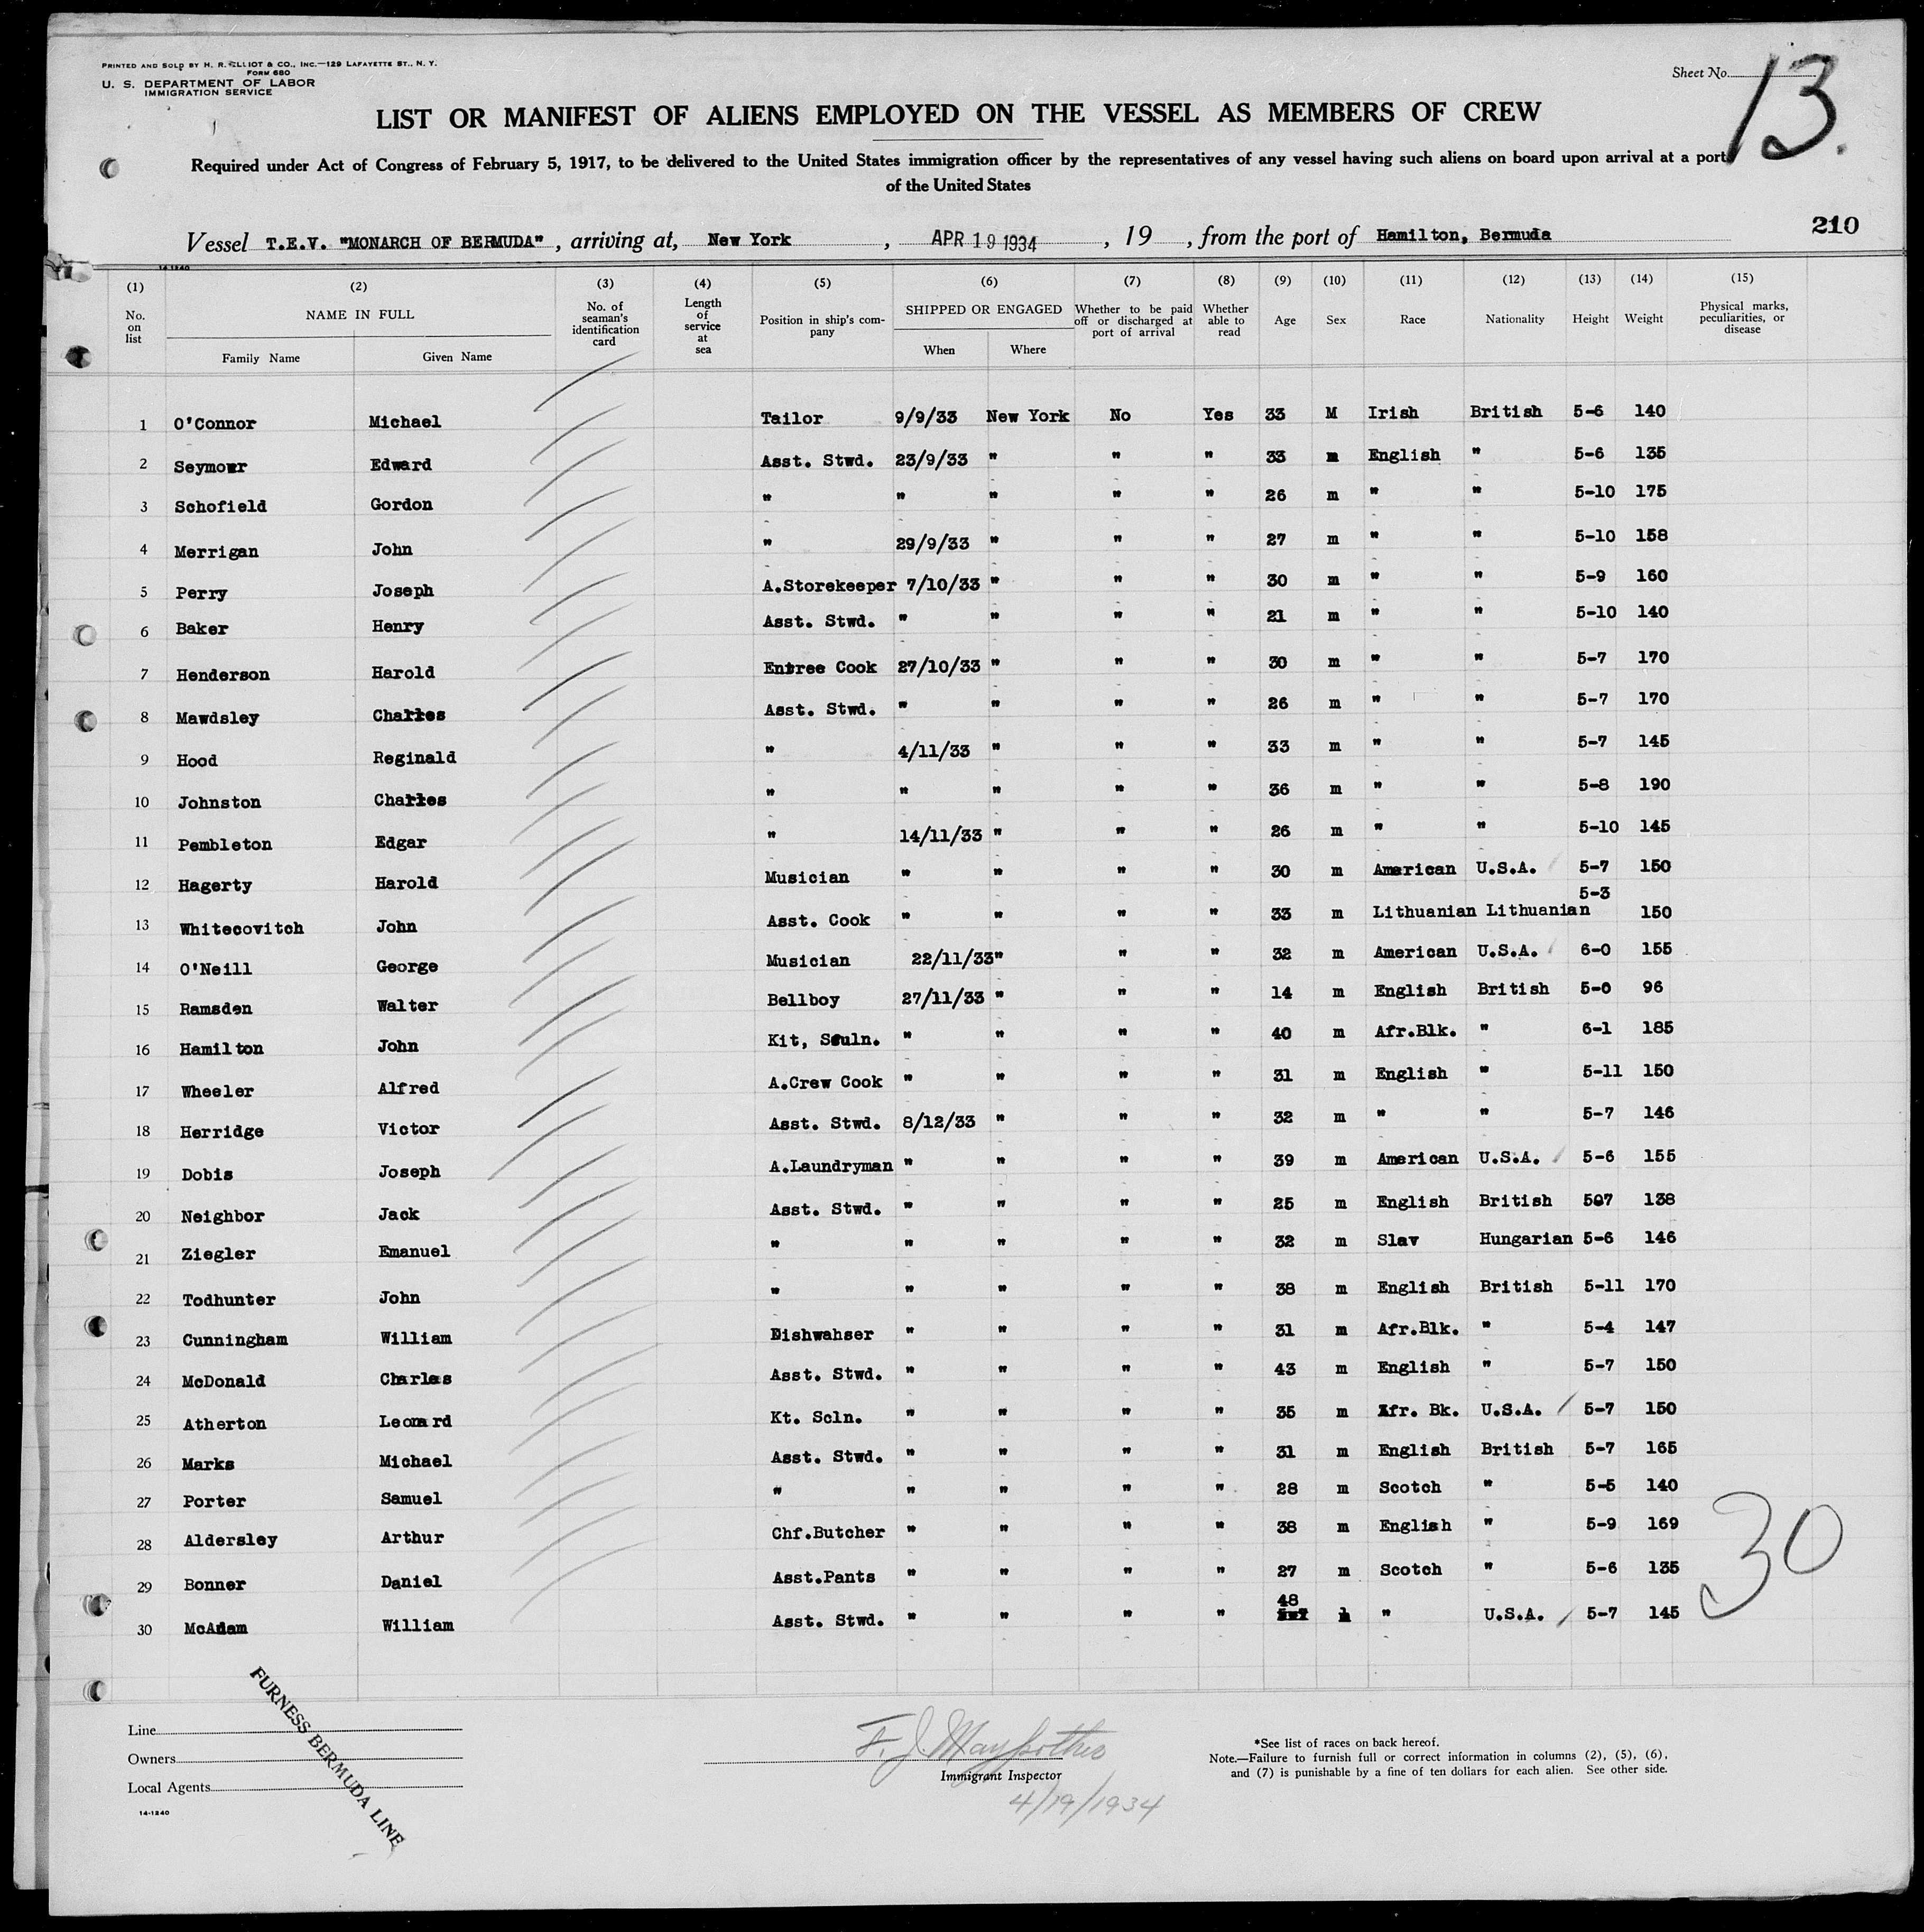 PRINTED AND SOLD BY H. R. ELLIOT & CO., INC.—129 LAFAYETTE ST., N. Y.
FORM 680
U. S. DEPARTMENT OF LABOR
IMMIGRATION SERVICE
Sheet No. 13.
LIST OR MANIFEST OF ALIENS EMPLOYED ON THE VESSEL AS MEMBERS OF CREW
Required under Act of Congress of February 5, 1917, to be delivered to the United States immigration officer by the representatives of any vessel having such aliens on board upon arrival at a port
of the United States
210
Vessel T.E.V. "MONARCH OF BERMUDA", arriving at, New York, APR 19 1934, 19 , from the port of Hamilton, Bermuda
14-1240
(1) (2) (3) (4) (5) (6) (7) (8) (9) (10) (11) (12) (13) (14) (15)
No. on list NAME IN FULL Family Name Given Name No. of seaman's identification card Length of service at sea Position in ship's company SHIPPED OR ENGAGED When Where Whether to be paid off or discharged at port of arrival Whether able to read Age Sex Race Nationality Height Weight Physical marks, peculiarities, or disease
1 O'Connor Michael Tailor 9/9/33 New York No Yes 33 M Irish British 5-6 140
2 Seymour Edward Asst. Stwd. 23/9/33 " " " 33 m English " 5-6 135
3 Schofield Gordon " " " " " 26 m " " 5-10 175
4 Merrigan John " 29/9/33 " " " 27 m " " 5-10 158
5 Perry Joseph A.Storekeeper 7/10/33 " " " 30 m " " 5-9 160
6 Baker Henry Asst. Stwd. " " " " 21 m " " 5-10 140
7 Henderson Harold Entree Cook 27/10/33 " " " 30 m " " 5-7 170
8 Mawdsley Charles Asst. Stwd. " " " " 26 m " " 5-7 170
9 Hood Reginald " 4/11/33 " " " 33 m " " 5-7 145
10 Johnston Charles " " " " " 36 m " " 5-8 190
11 Pembleton Edgar " 14/11/33 " " " 26 m " " 5-10 145
12 Hagerty Harold Musician " " " " 30 m American U.S.A. 5-7 150
13 Whitecovitch John Asst. Cook " " " " 33 m Lithuanian Lithuanian 5-3 150
14 O'Neill George Musician 22/11/33 " " " 32 m American U.S.A. 6-0 155
15 Ramsden Walter Bellboy 27/11/33 " " " 14 m English British 5-0 96
16 Hamilton John Kit, Sculn. " " " " 40 m Afr.Blk. " 6-1 185
17 Wheeler Alfred A.Crew Cook " " " " 31 m English " 5-11 150
18 Herridge Victor Asst. Stwd. 8/12/33 " " " 32 m " " 5-7 146
19 Dobis Joseph A.Laundryman " " " " 39 m American U.S.A. 5-6 155
20 Neighbor Jack Asst. Stwd. " " " " 25 m English British 507 138
21 Ziegler Emanuel " " " " " 32 m Slav Hungarian 5-6 146
22 Todhunter John " " " " " 38 m English British 5-11 170
23 Cunningham William Dishwahser " " " " 31 m Afr.Blk. " 5-4 147
24 McDonald Charles Asst. Stwd. " " " " 43 m English " 5-7 150
25 Atherton Leonard Kt. Scln. " " " " 35 m Afr. Bk. U.S.A. 5-7 150
26 Marks Michael Asst. Stwd. " " " " 31 m English British 5-7 165
27 Porter Samuel " " " " " 28 m Scotch " 5-5 140
28 Aldersley Arthur Chf.Butcher " " " " 38 m English " 5-9 169
29 Bonner Daniel Asst.Pants " " " " 27 m Scotch " 5-6 135
30 McAdam William Asst. Stwd. " " " " 48 " U.S.A. 5-7 145
30
Line
Owners
Local Agents
FURNESS BERMUDA LINE
14-1240
F. J.
Immigrant Inspector
4/19/1934
*See list of races on back hereof.
Note.—Failure to furnish full or correct information in columns (2), (5), (6),
and (7) is punishable by a fine of ten dollars for each alien. See other side.